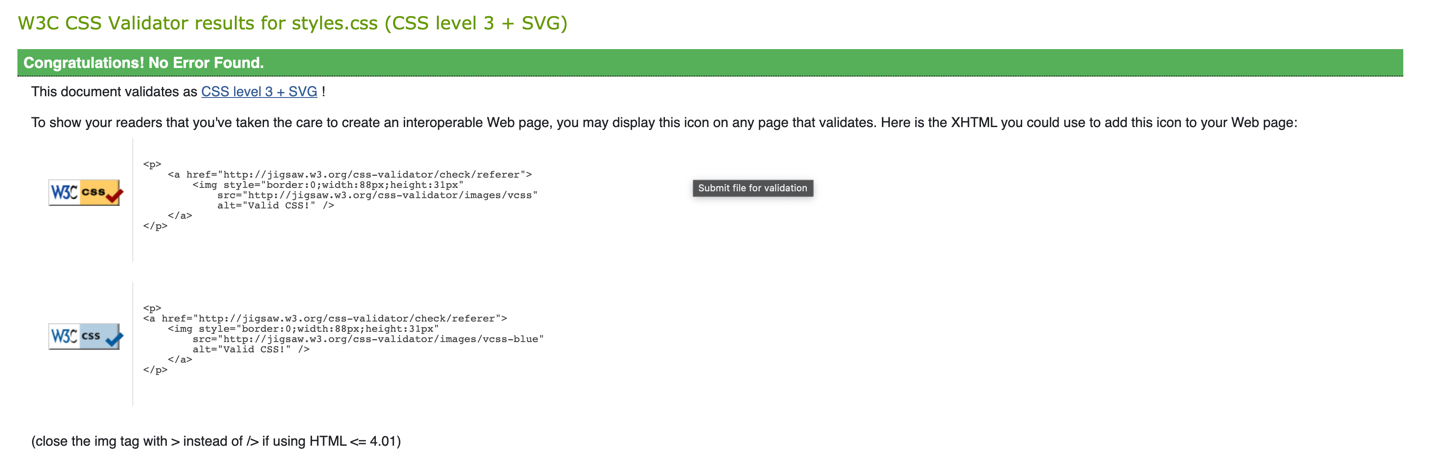 W3C CSS Validator results for styles.css (CSS level 3 + SVG)
Congratulations! No Error Found.
This document validates as CSS level 3 + SVG !
To show your readers that you've taken the care to create an interoperable Web page, you may display this icon on any page that validates. Here is the XHTML you could use to add this icon to your Web page:
W3C css
<p>
    <a href="http://jigsaw.w3.org/css-validator/check/referer">
        <img style="border:0;width:88px;height:31px"
            src="http://jigsaw.w3.org/css-validator/images/vcss"
            alt="Valid CSS!" />
    </a>
</p>
Submit file for validation
W3C css
<p>
<a href="http://jigsaw.w3.org/css-validator/check/referer">
    <img style="border:0;width:88px;height:31px"
        src="http://jigsaw.w3.org/css-validator/images/vcss-blue"
        alt="Valid CSS!" />
    </a>
</p>
(close the img tag with > instead of /> if using HTML <= 4.01)